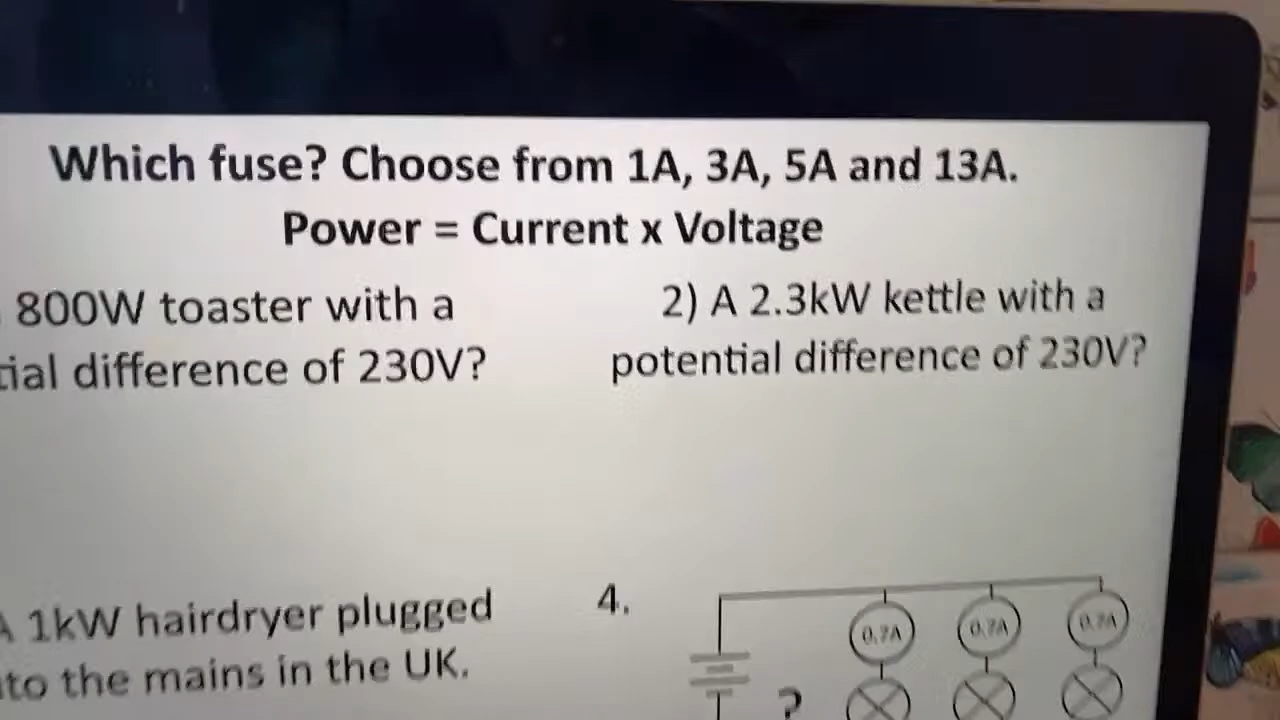 Which fuse? Choose from 1A, 3A, 5A and 13A.
Power = Current x Voltage
800W toaster with a
tial difference of 230V?
2) A 2.3kW kettle with a
potential difference of 230V?
A 1kW hairdryer plugged
to the mains in the UK.
4.
0.7A
0.7A
0.7A
?